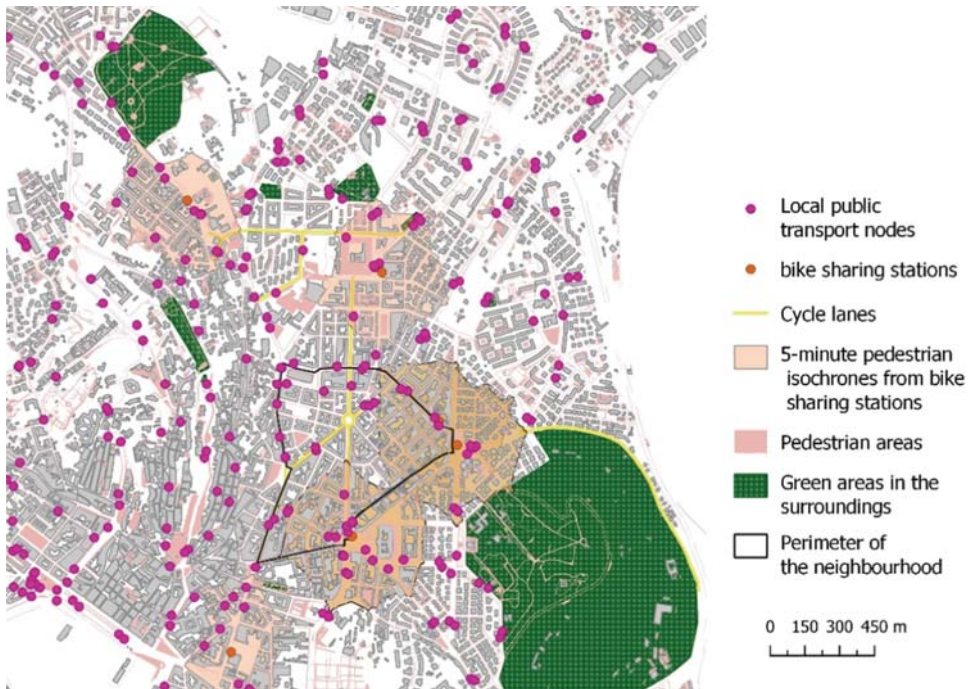 Local public
transport nodes
bike sharing stations
Cycle lanes
5-minute pedestrian
isochrones from bike
sharing stations
Pedestrian areas
Green areas in the
surroundings
Perimeter of
the neighbourhood
0 150 300 450 m